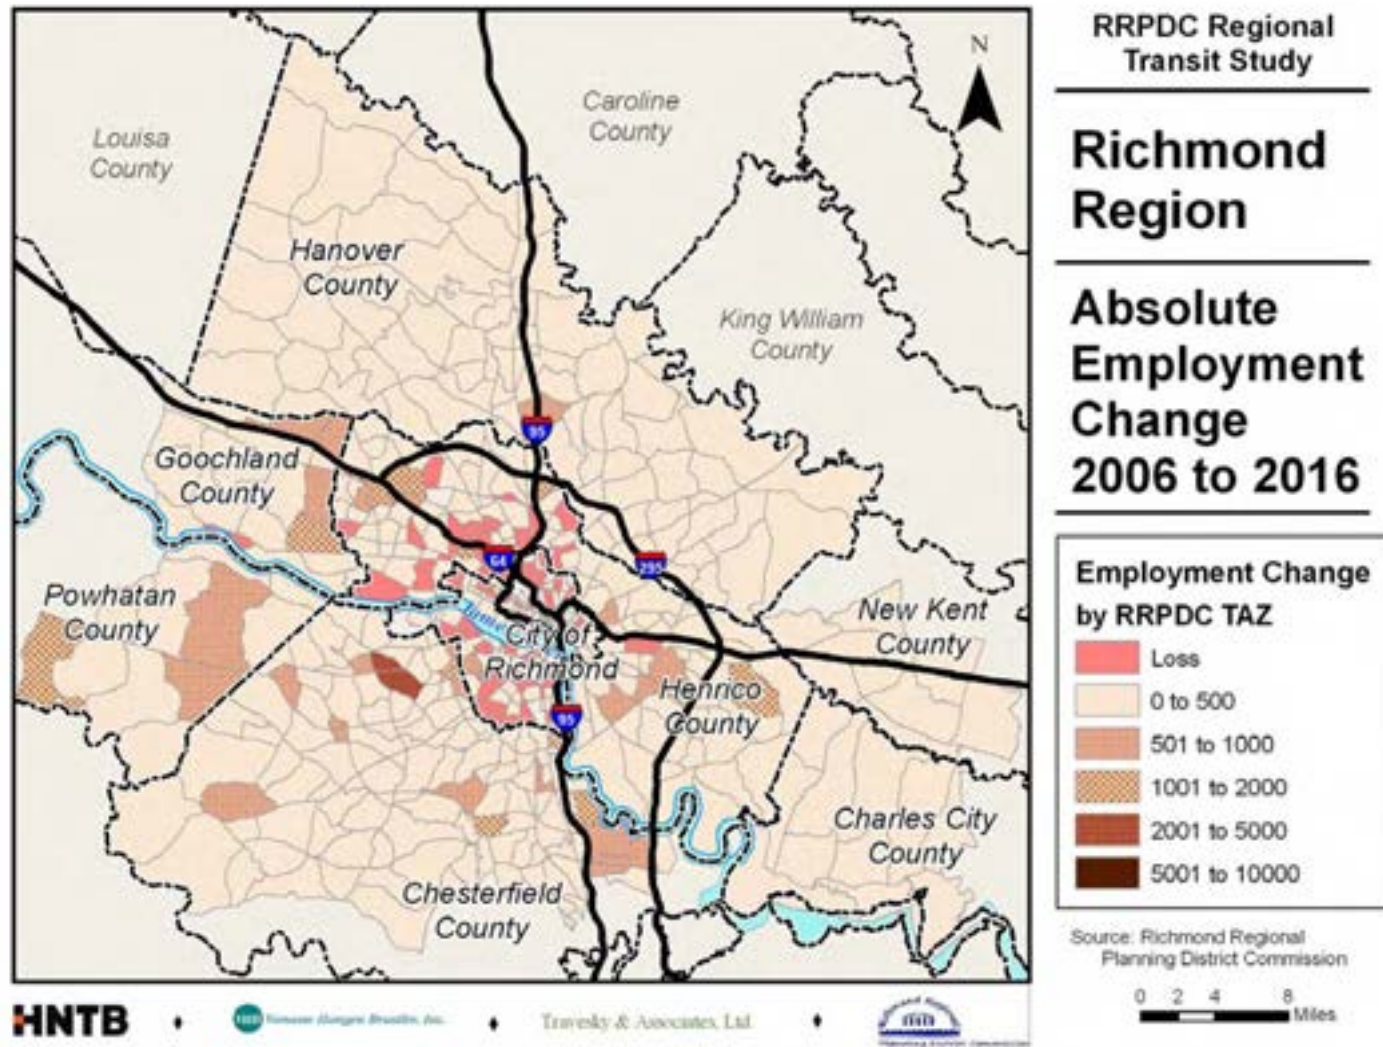 RRPDC Regional
Transit Study
Richmond
Region
Absolute
Employment
Change
2006 to 2016
Employment Change
by RRPDC TAZ
Loss
0 to 500
501 to 1000
1001 to 2000
2001 to 5000
5001 to 10000
Source: Richmond Regional
Planning District Commission
0 2 4 8
Miles
N
Louisa
County
Caroline
County
Hanover
County
King William
County
95
Goochland
County
64
295
Powhatan
County
New Kent
County
City of
Richmond
Henrico
County
95
Charles City
County
Chesterfield
County
HNTB
Travesky & Associates, Ltd